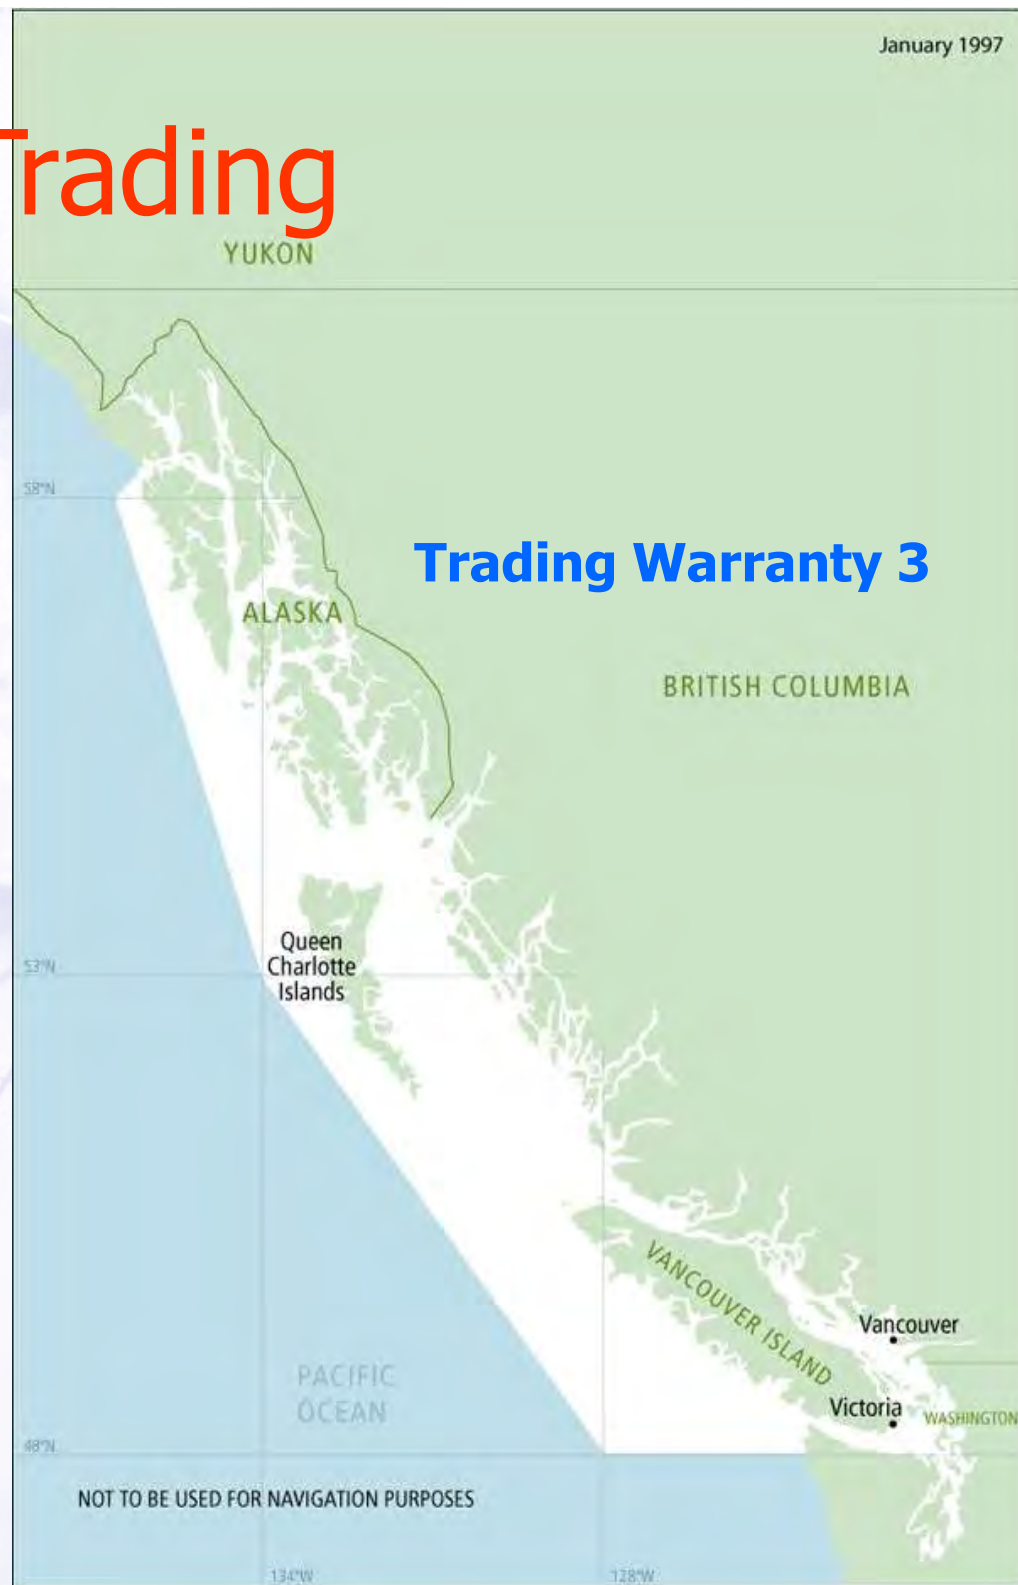 January 1997
Trading
YUKON
58°N
Trading Warranty 3
ALASKA
BRITISH COLUMBIA
Queen
Charlotte
Islands
53°N
VANCOUVER ISLAND
Vancouver
PACIFIC
OCEAN
Victoria
WASHINGTON
48°N
NOT TO BE USED FOR NAVIGATION PURPOSES
134°W
128°W